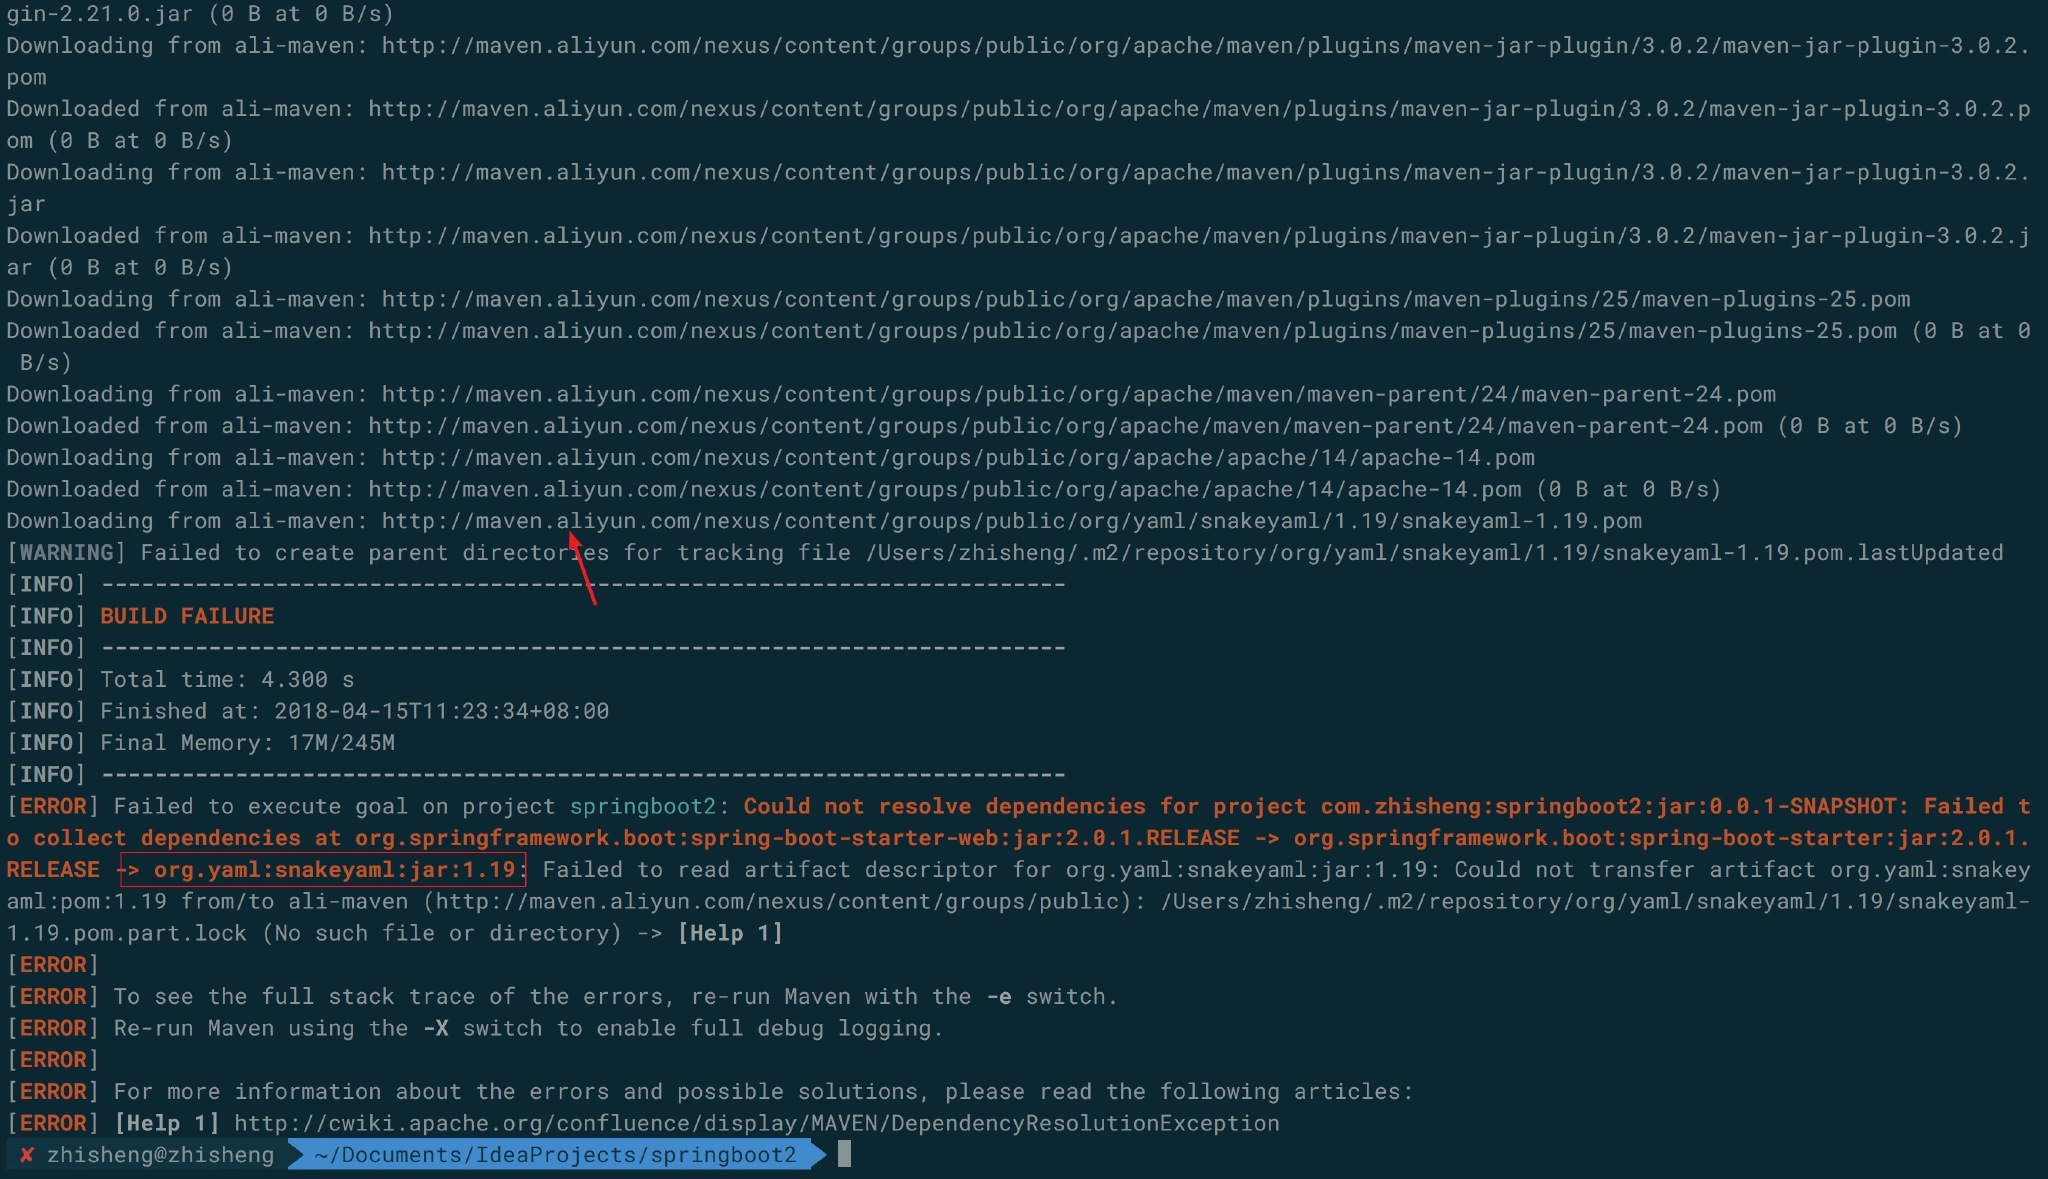 gin-2.21.0.jar (0 B at 0 B/s)
Downloading from ali-maven: http://maven.aliyun.com/nexus/content/groups/public/org/apache/maven/plugins/maven-jar-plugin/3.0.2/maven-jar-plugin-3.0.2.
pom
Downloaded from ali-maven: http://maven.aliyun.com/nexus/content/groups/public/org/apache/maven/plugins/maven-jar-plugin/3.0.2/maven-jar-plugin-3.0.2.p
om (0 B at 0 B/s)
Downloading from ali-maven: http://maven.aliyun.com/nexus/content/groups/public/org/apache/maven/plugins/maven-jar-plugin/3.0.2/maven-jar-plugin-3.0.2.
jar
Downloaded from ali-maven: http://maven.aliyun.com/nexus/content/groups/public/org/apache/maven/plugins/maven-jar-plugin/3.0.2/maven-jar-plugin-3.0.2.j
ar (0 B at 0 B/s)
Downloading from ali-maven: http://maven.aliyun.com/nexus/content/groups/public/org/apache/maven/plugins/maven-plugins/25/maven-plugins-25.pom
Downloaded from ali-maven: http://maven.aliyun.com/nexus/content/groups/public/org/apache/maven/plugins/maven-plugins/25/maven-plugins-25.pom (0 B at 0
 B/s)
Downloading from ali-maven: http://maven.aliyun.com/nexus/content/groups/public/org/apache/maven/maven-parent/24/maven-parent-24.pom
Downloaded from ali-maven: http://maven.aliyun.com/nexus/content/groups/public/org/apache/maven/maven-parent/24/maven-parent-24.pom (0 B at 0 B/s)
Downloading from ali-maven: http://maven.aliyun.com/nexus/content/groups/public/org/apache/apache/14/apache-14.pom
Downloaded from ali-maven: http://maven.aliyun.com/nexus/content/groups/public/org/apache/apache/14/apache-14.pom (0 B at 0 B/s)
Downloading from ali-maven: http://maven.aliyun.com/nexus/content/groups/public/org/yaml/snakeyaml/1.19/snakeyaml-1.19.pom
[WARNING] Failed to create parent directories for tracking file /Users/zhisheng/.m2/repository/org/yaml/snakeyaml/1.19/snakeyaml-1.19.pom.lastUpdated
[INFO] ------------------------------------------------------------------------
[INFO] BUILD FAILURE
[INFO] ------------------------------------------------------------------------
[INFO] Total time: 4.300 s
[INFO] Finished at: 2018-04-15T11:23:34+08:00
[INFO] Final Memory: 17M/245M
[INFO] ------------------------------------------------------------------------
[ERROR] Failed to execute goal on project springboot2: Could not resolve dependencies for project com.zhisheng:springboot2:jar:0.0.1-SNAPSHOT: Failed t
o collect dependencies at org.springframework.boot:spring-boot-starter-web:jar:2.0.1.RELEASE -> org.springframework.boot:spring-boot-starter:jar:2.0.1.
RELEASE -> org.yaml:snakeyaml:jar:1.19: Failed to read artifact descriptor for org.yaml:snakeyaml:jar:1.19: Could not transfer artifact org.yaml:snakey
aml:pom:1.19 from/to ali-maven (http://maven.aliyun.com/nexus/content/groups/public): /Users/zhisheng/.m2/repository/org/yaml/snakeyaml/1.19/snakeyaml-
1.19.pom.part.lock (No such file or directory) -> [Help 1]
[ERROR]
[ERROR] To see the full stack trace of the errors, re-run Maven with the -e switch.
[ERROR] Re-run Maven using the -X switch to enable full debug logging.
[ERROR]
[ERROR] For more information about the errors and possible solutions, please read the following articles:
[ERROR] [Help 1] http://cwiki.apache.org/confluence/display/MAVEN/DependencyResolutionException
✘ zhisheng@zhisheng ~/Documents/IdeaProjects/springboot2